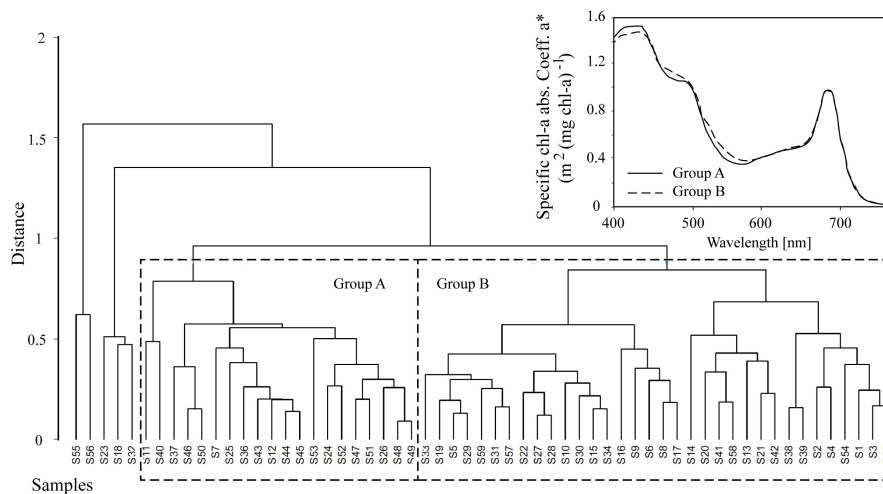 2
1.5
1
0.5
0
Distance
Samples
Group A
Group B
S55
S56
S23
S18
S32
S11
S40
S37
S46
S50
S7
S25
S36
S43
S12
S44
S45
S53
S24
S52
S47
S51
S26
S48
S49
S33
S19
S5
S29
S59
S31
S57
S22
S27
S28
S10
S30
S15
S34
S16
S9
S6
S8
S17
S14
S20
S41
S58
S13
S21
S42
S38
S39
S2
S4
S54
S1
S3
Specific chl-a abs. Coeff. a*
(m² (mg chl-a)⁻¹)
1.6
1.2
0.8
0.4
0
Group A
Group B
400
500
600
700
Wavelength [nm]